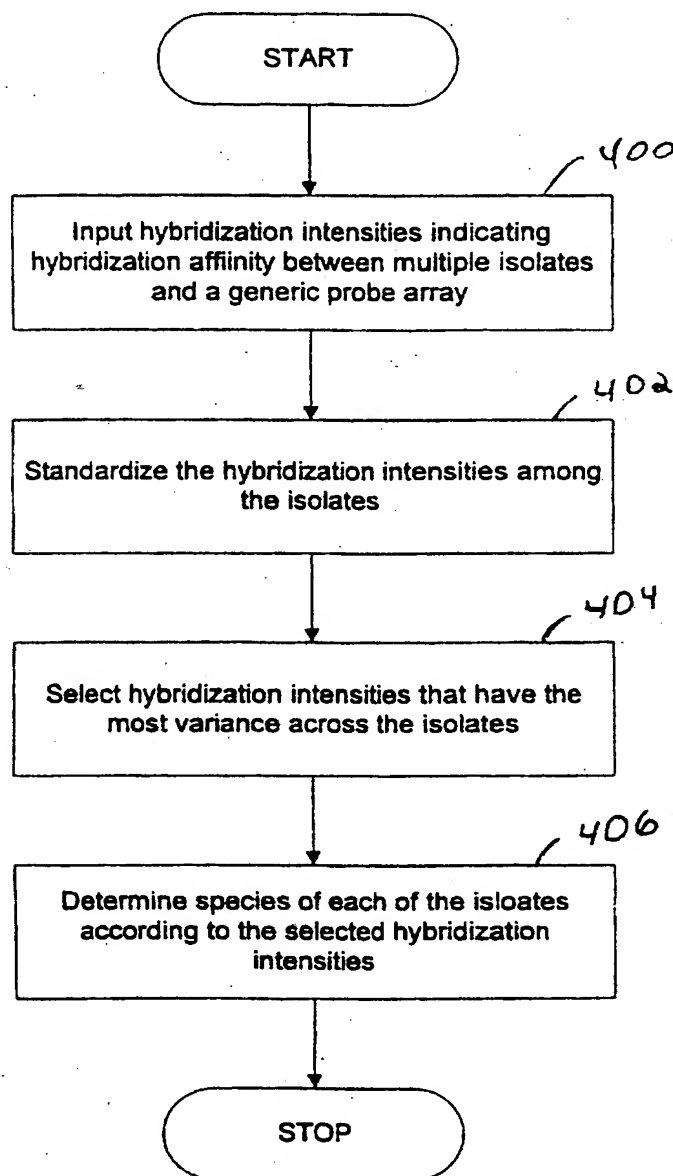 START
400
Input hybridization intensities indicating
hybridization affiinity between multiple isolates
and a generic probe array
402
Standardize the hybridization intensities among
the isolates
404
Select hybridization intensities that have the
most variance across the isolates
406
Determine species of each of the isloates
according to the selected hybridization
intensities
STOP